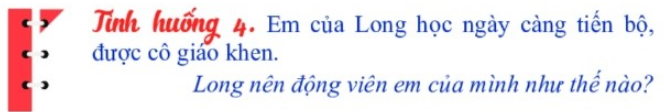 Tình huống 4. Em của Long học ngày càng tiến bộ,
được cô giáo khen.
Long nên động viên em của mình như thế nào?